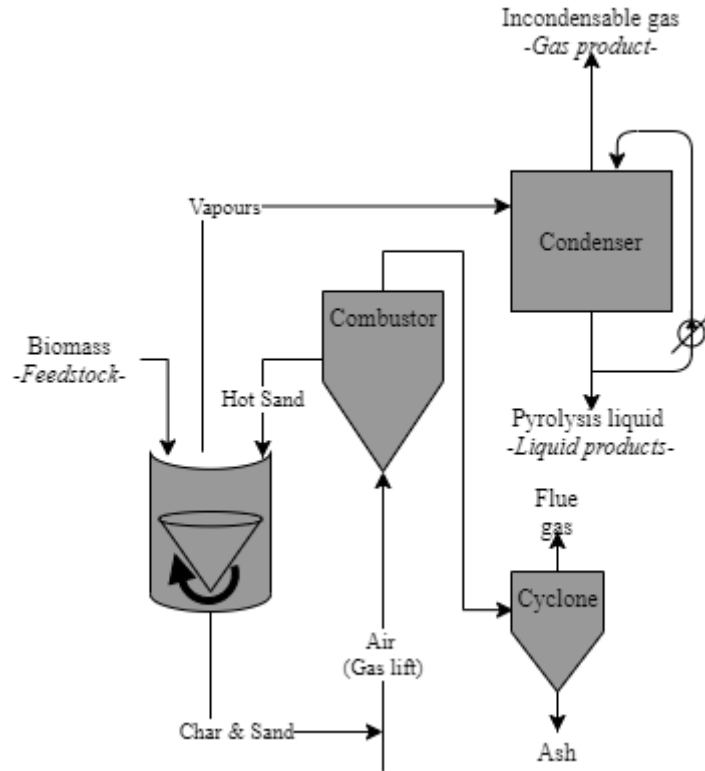 Incondensable gas
-Gas product-
Vapours
Condenser
Combustor
Biomass
-Feedstock-
Hot Sand
Pyrolysis liquid
-Liquid products-
Flue
gas
Cyclone
Air
(Gas lift)
Char & Sand
Ash